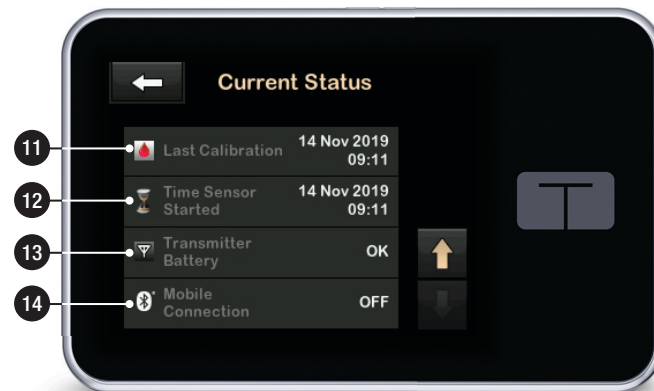 Current Status
11
Last Calibration
14 Nov 2019
09:11
12
Time Sensor
Started
14 Nov 2019
09:11
13
Transmitter
Battery
OK
14
Mobile
Connection
OFF